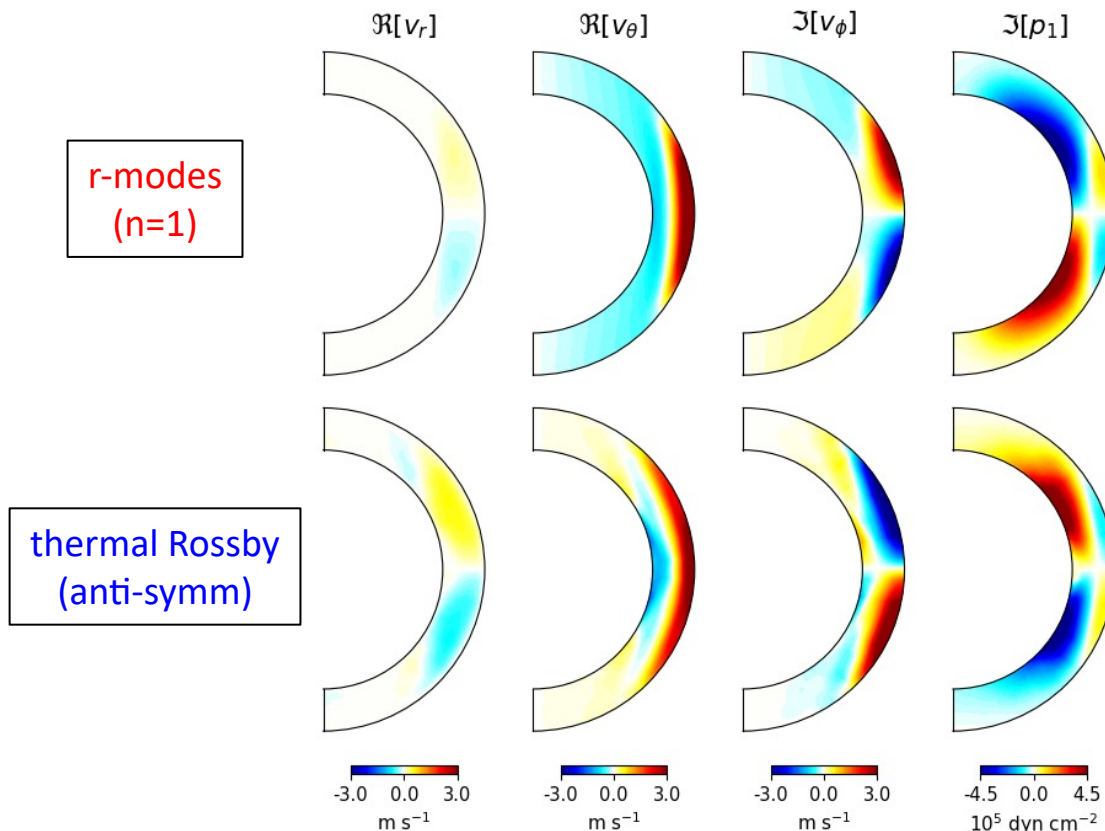 ℜ[v_r] ℜ[v_θ] ℑ[v_ϕ] ℑ[p_1]
r-modes
(n=1)
thermal Rossby
(anti-symm)
-3.0 0.0 3.0 -3.0 0.0 3.0 -3.0 0.0 3.0 -4.5 0.0 4.5
m s⁻¹ m s⁻¹ m s⁻¹ 10⁵ dyn cm⁻²